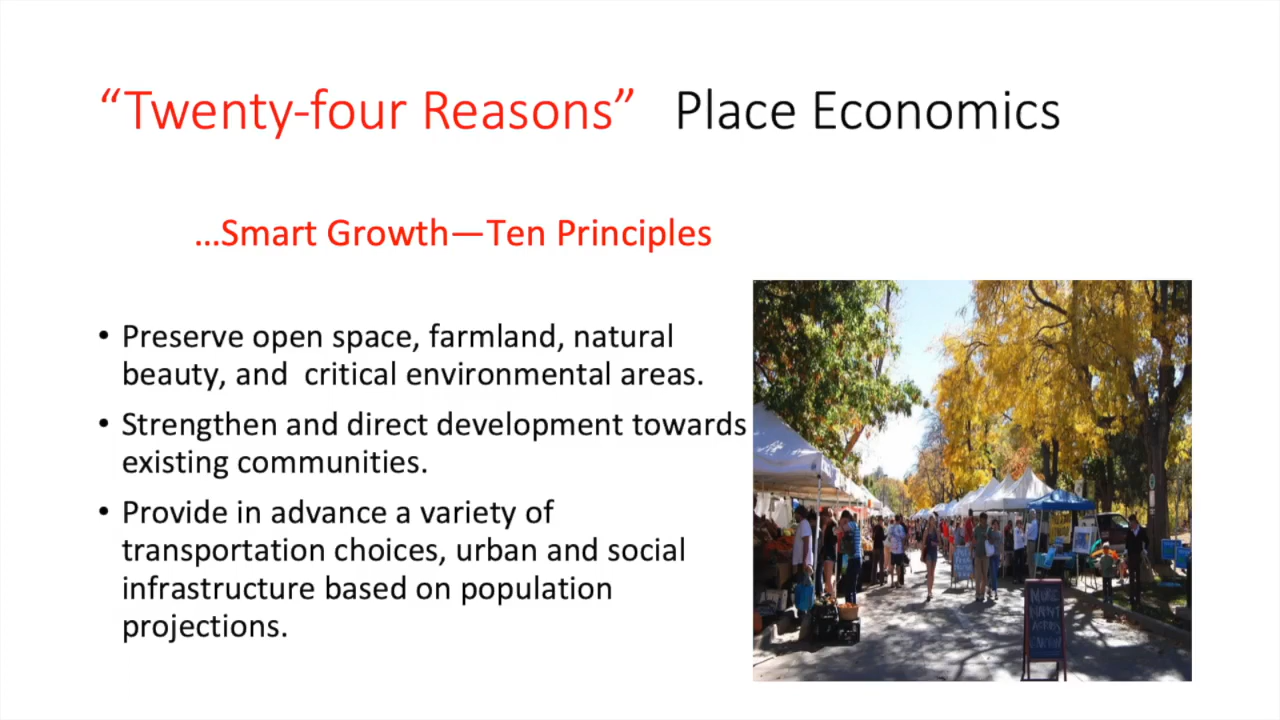 “Twenty-four Reasons” Place Economics
...Smart Growth—Ten Principles
• Preserve open space, farmland, natural
beauty, and critical environmental areas.
• Strengthen and direct development towards
existing communities.
• Provide in advance a variety of
transportation choices, urban and social
infrastructure based on population
projections.
MUSIC